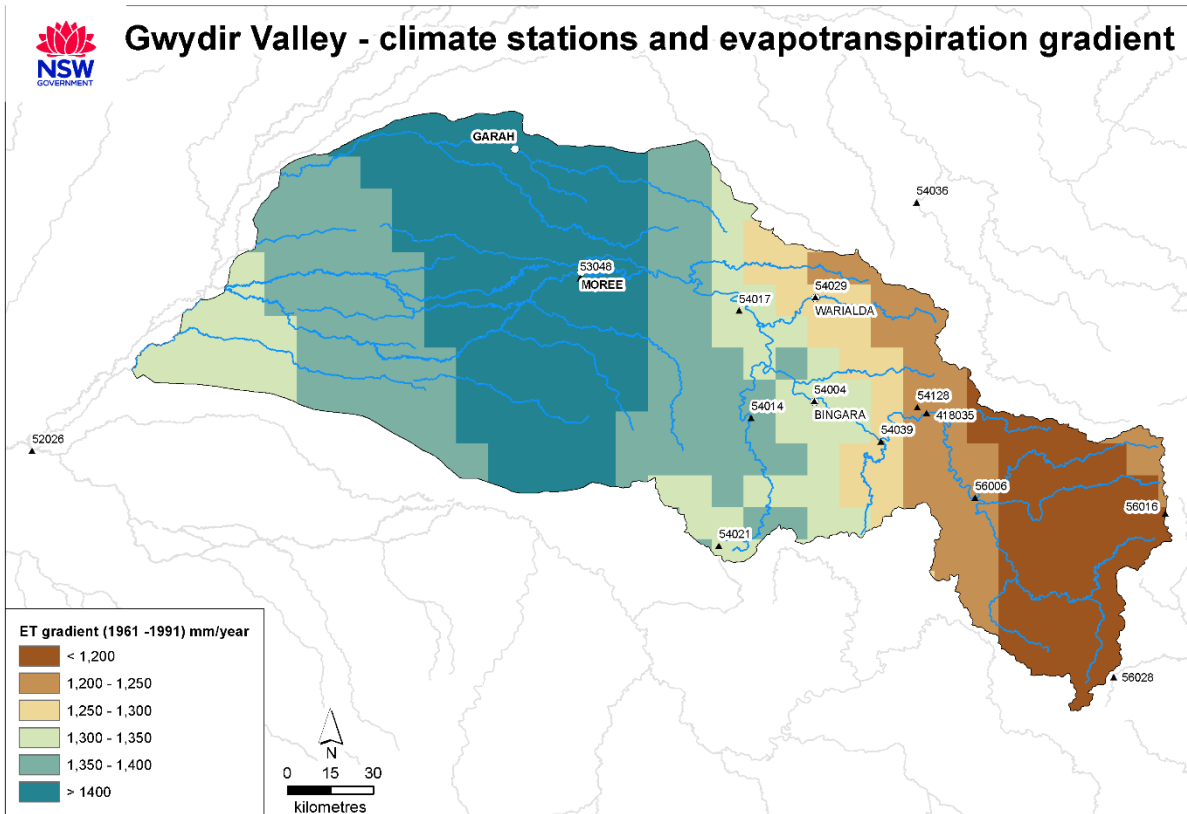 NSW
GOVERNMENT
Gwydir Valley - climate stations and evapotranspiration gradient
GARAH
54036
53048
MOREE
54029
54017
WARIALDA
54004
54128
54014
BINGARA
418035
54039
52026
56006
56016
54021
ET gradient (1961 -1991) mm/year
< 1,200
1,200 - 1,250
1,250 - 1,300
1,300 - 1,350
1,350 - 1,400
> 1400
56028
N
0 15 30
kilometres